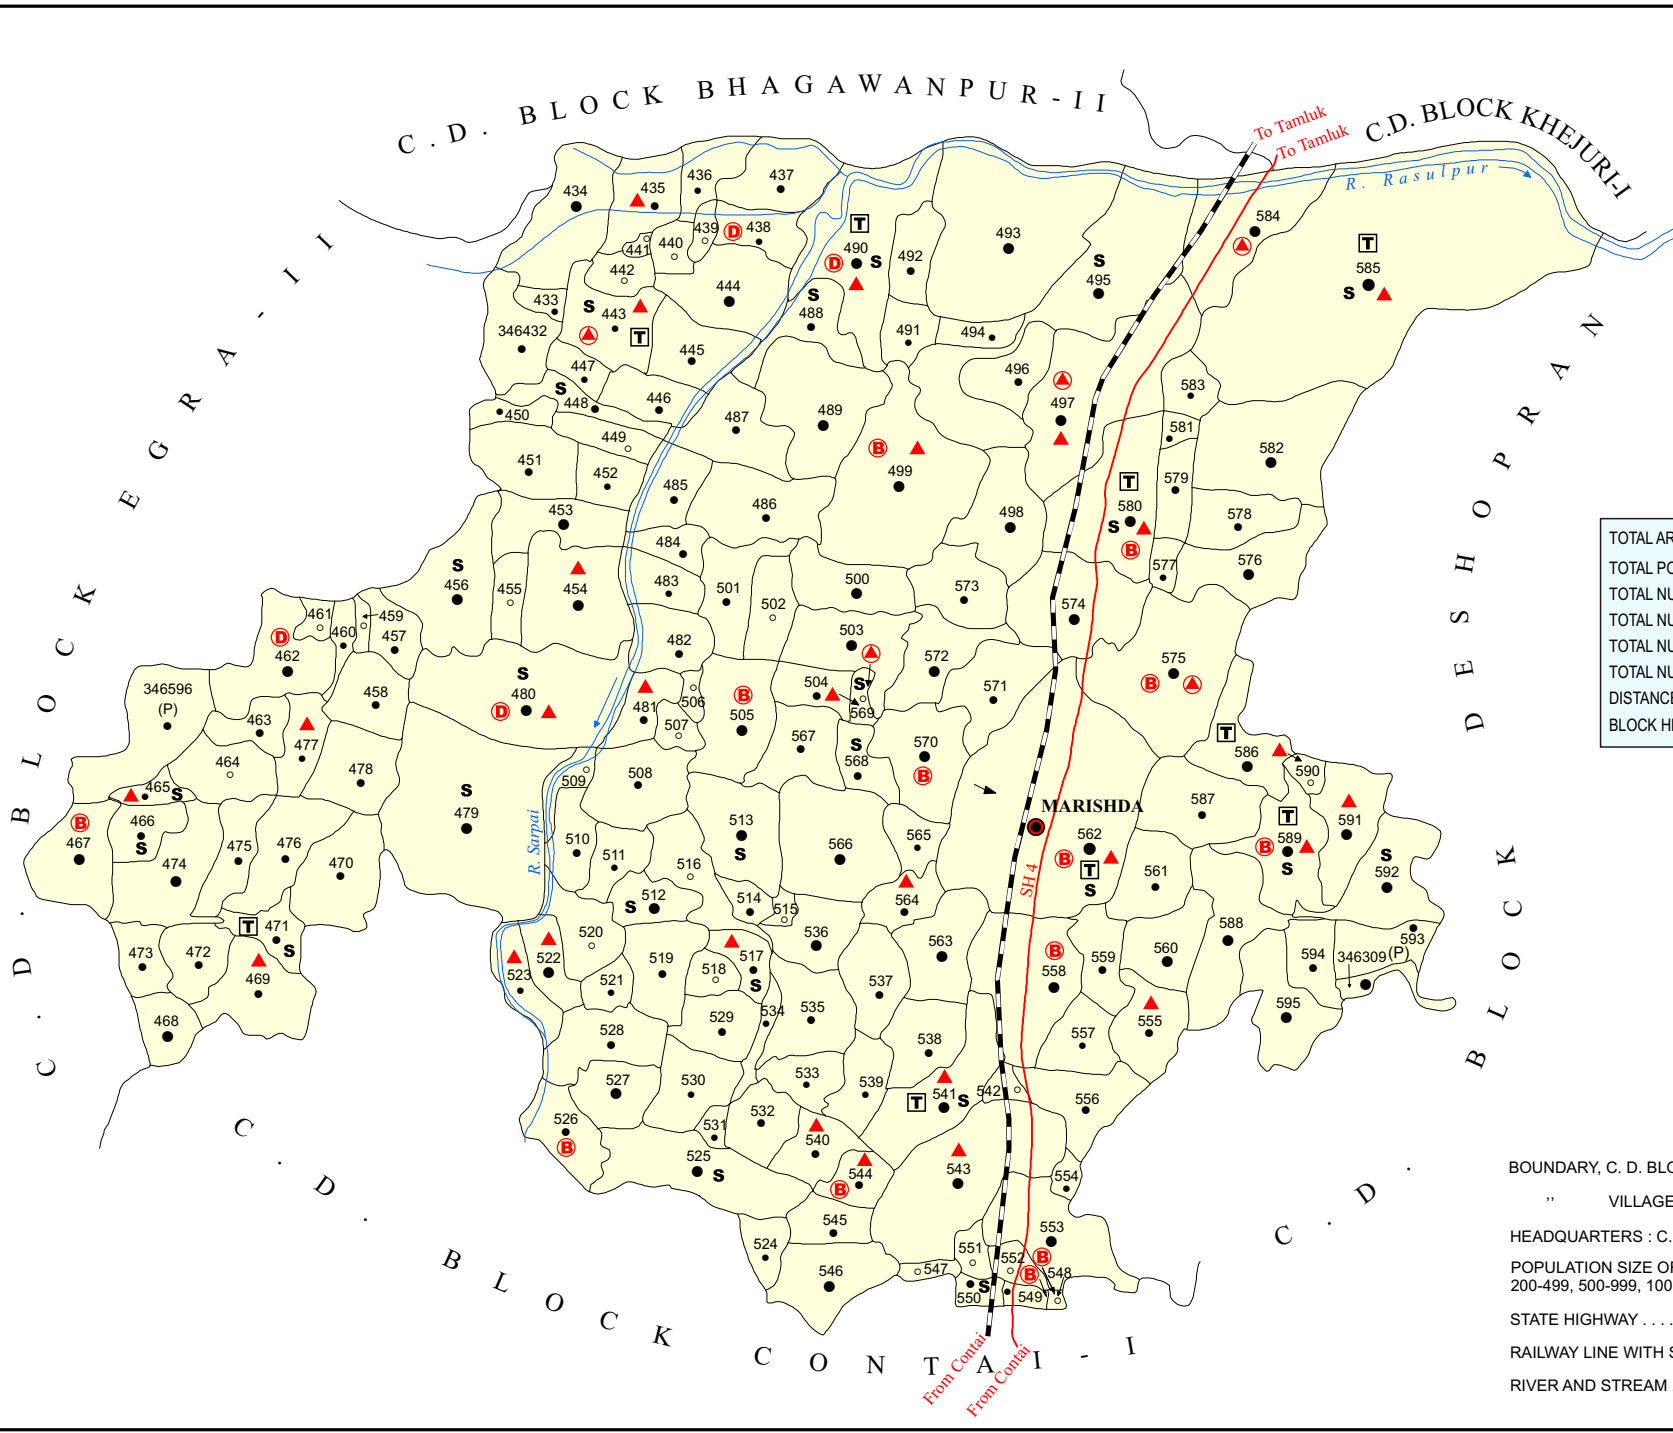 C.D. BLOCK BHAGAWANPUR-II
C.D. BLOCK KHEJURI-I
To Tamluk
To Tamluk
R. Rasulpur
C.D. BLOCK EGRA-II
C.D. BLOCK DESHOPRAN
C.D. BLOCK CONTAI-I
434 435 436 437
441 440 439 D 438
442
433 S 443 T 444
346432
447 445
S 448 446
450 449
451 452
T
D 490 S 492 493
S 488 491 494
S 495
584
T
585
S
496 497
583
581
582
487 489
B
499
485 486
498
T
580
S
B
579
578
577 576
453
484
S 456 455 454
483 501 502 500 573 574
461 460 459 457
D 462
482 503 572
575
B
346596
(P)
463 458 477
464
S 480
D
481 506 507
B 505
504 S 569
571
T
586
590
465 S
B 467
466
S
478
S 479
509 508
567
S
568
570
B
587
T
589
B
S
591
S
592
474 475 476 470
R. Sarpai
510 511 516
513
S
566 565
MARISHDA
562
B
T
S
561
SH 4
S 512
514 515
564
T 471
S
473 472 469
468
523 522 520 521 519
517
518 S
536
563
537
B
558
559 560
588
594 346309 (P) 593
595
528 529 534 535
538
557 555
527 530 533 539
T 541 S 542
556
526
B
531 532 540
525 S
544
B
543
554
545
524
546
547
551 552
553
B
B
548
550 S 549
From Contai
From Contai
TOTAL AR
TOTAL PO
TOTAL NU
TOTAL NU
TOTAL NU
TOTAL NU
DISTANCE
BLOCK H
BOUNDARY, C. D. BLO
,, VILLAGE
HEADQUARTERS : C.
POPULATION SIZE OF
200-499, 500-999, 100
STATE HIGHWAY . . . .
RAILWAY LINE WITH S
RIVER AND STREAM .